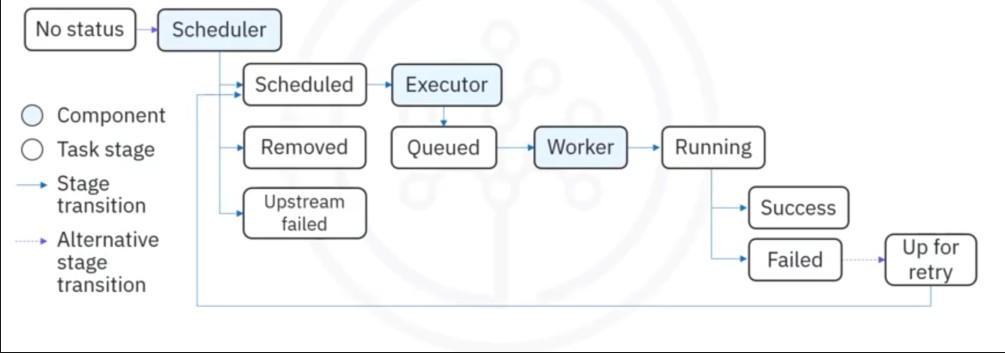 No status
Scheduler
Scheduled
Executor
Component
Task stage
Removed
Queued
Worker
Running
Stage
transition
Upstream
failed
Success
Alternative
stage
transition
Failed
Up for
retry